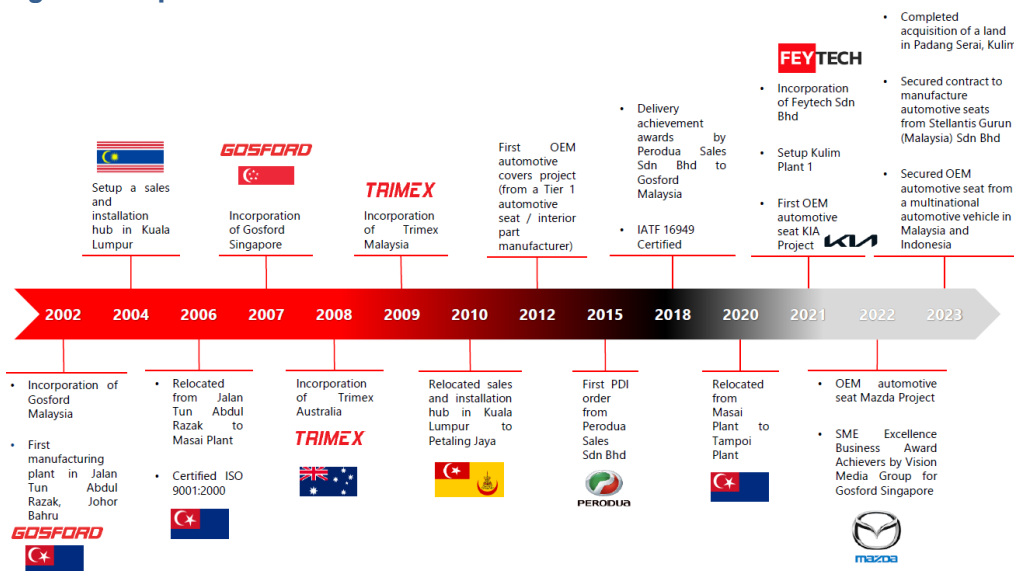 Completed
acquisition of a land
in Padang Serai, Kulim
Secured contract to
manufacture
automotive seats
from Stellantis Gurun
(Malaysia) Sdn Bhd
Secured OEM
automotive seat from
a multinational
automotive vehicle in
Malaysia and
Indonesia
FEYTECH
Incorporation
of Feytech Sdn
Bhd
Setup Kulim
Plant 1
First OEM
automotive
seat KIA
Project
KIA
Delivery
achievement
awards by
Perodua Sales
Sdn Bhd to
Gosford
Malaysia
IATF 16949
Certified
First OEM
automotive
covers project
(from a Tier 1
automotive
seat / interior
part
manufacturer)
TRIMEX
Incorporation
of Trimex
Malaysia
GOSFORD
Incorporation
of Gosford
Singapore
Setup a sales
and
installation
hub in Kuala
Lumpur
2002 2004 2006 2007 2008 2009 2010 2012 2015 2018 2020 2021 2022 2023
Incorporation of
Gosford
Malaysia
First
manufacturing
plant in Jalan
Tun Abdul
Razak, Johor
Bahru
GOSFORD
Relocated
from Jalan
Tun Abdul
Razak to
Masai Plant
Certified ISO
9001:2000
Incorporation
of Trimex
Australia
TRIMEX
Relocated sales
and installation
hub in Kuala
Lumpur to
Petaling Jaya
First PDI
order
from
Perodua
Sales
Sdn Bhd
PERODUA
Relocated
from
Masai
Plant to
Tampoi
Plant
OEM automotive
seat Mazda Project
SME Excellence
Business Award
Achievers by Vision
Media Group for
Gosford Singapore
mazda